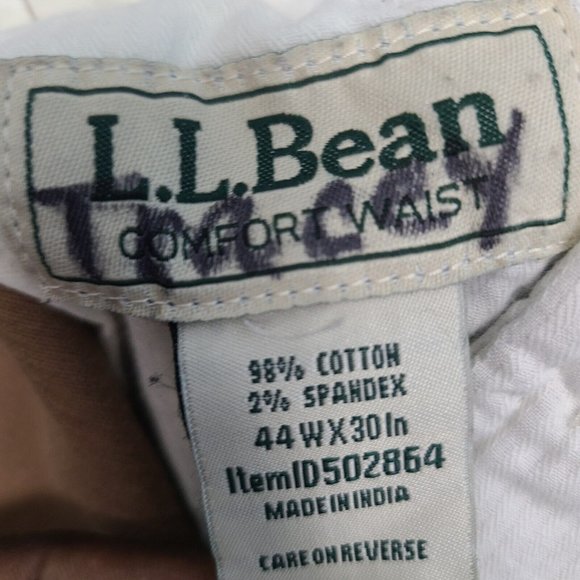 L.L.Bean
COMFORT WAIST
98% COTTON
2% SPANDEX
44 W X 30 In
ItemID502864
MADE IN INDIA
CARE ON REVERSE